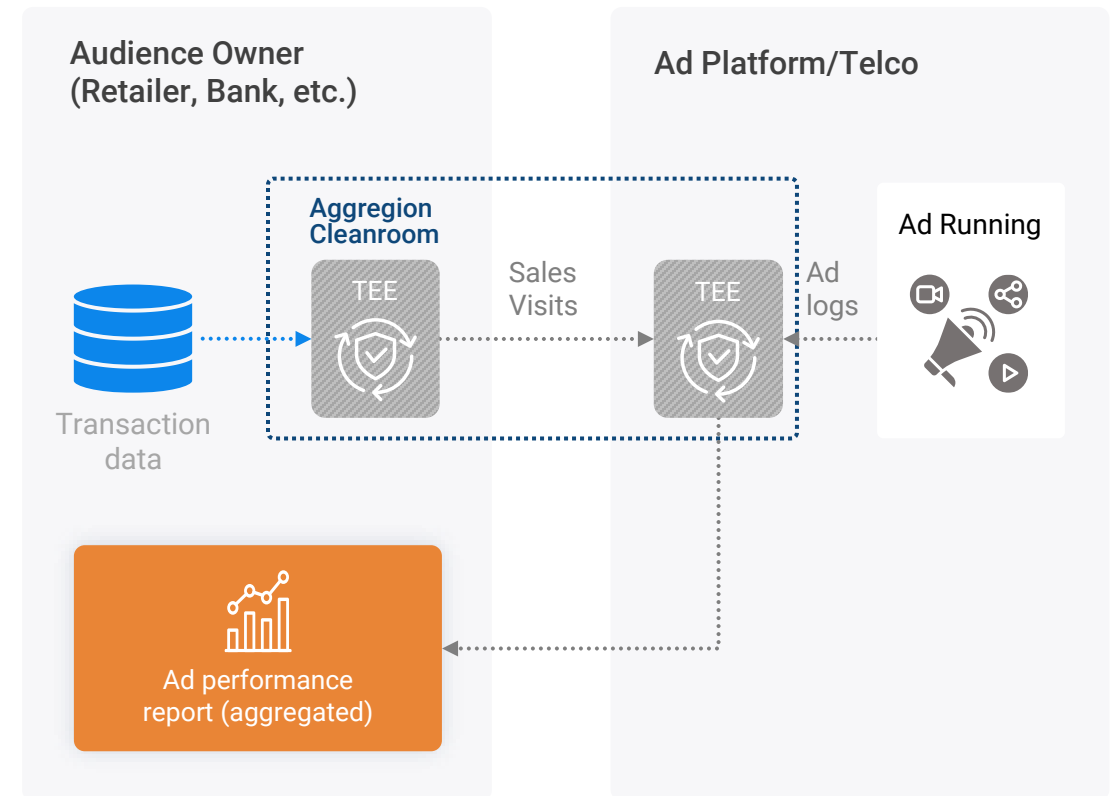 Audience Owner
(Retailer, Bank, etc.)
Ad Platform/Telco
Aggregion
Cleanroom
TEE
Sales
Visits
TEE
Ad
logs
Ad Running
Transaction
data
Ad performance
report (aggregated)